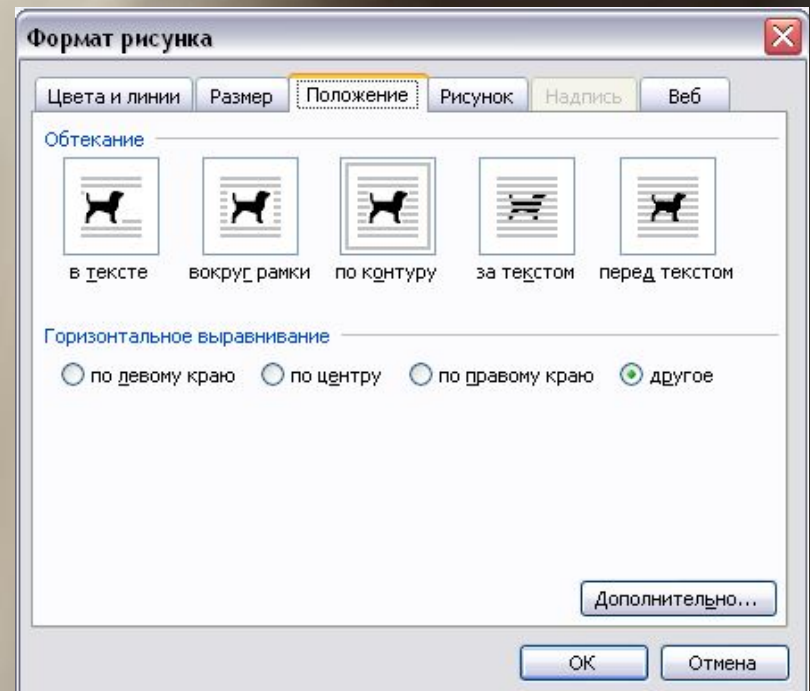 Формат рисунка
Цвета и линии Размер Положение Рисунок Надпись Веб
Обтекание
в тексте вокруг рамки по контуру за текстом перед текстом
Горизонтальное выравнивание
по левому краю по центру по правому краю другое
Дополнительно...
ОК Отмена